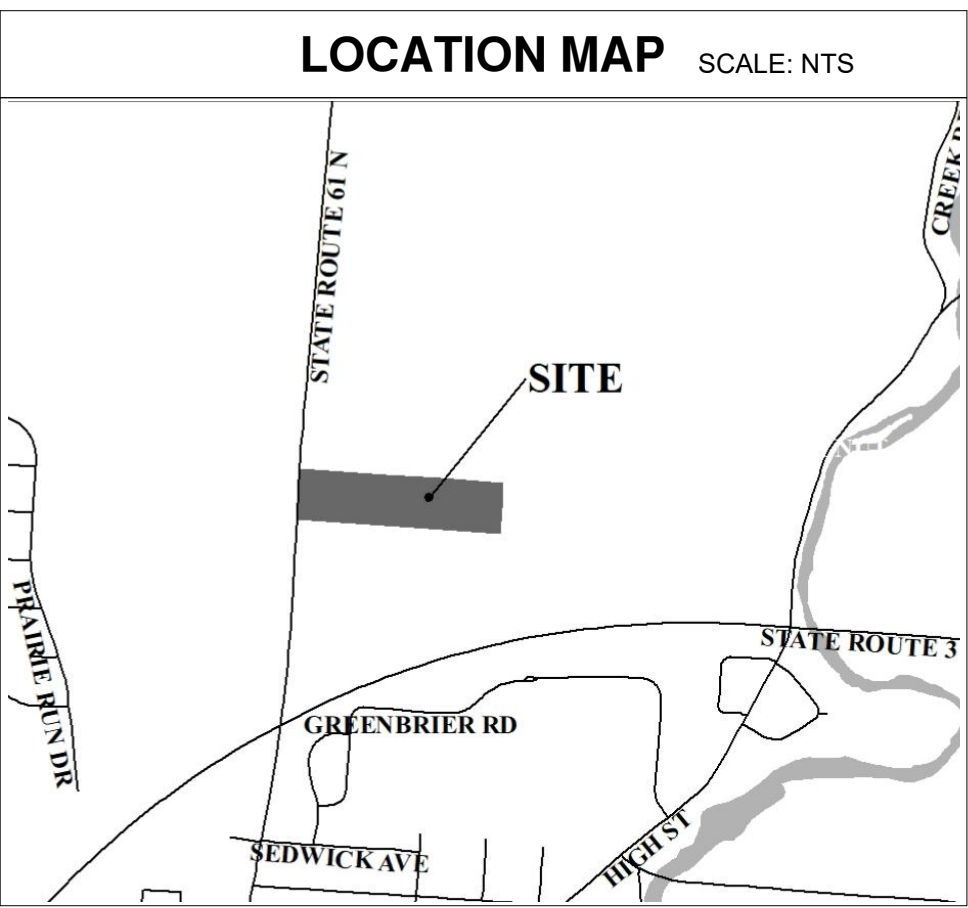 LOCATION MAP SCALE: NTS
STATE ROUTE 61 N
CREEK
SITE
PRAIRIE RUN DR
STATE ROUTE 3
GREENBRIER RD
SEDWICK AVE
HIGH ST